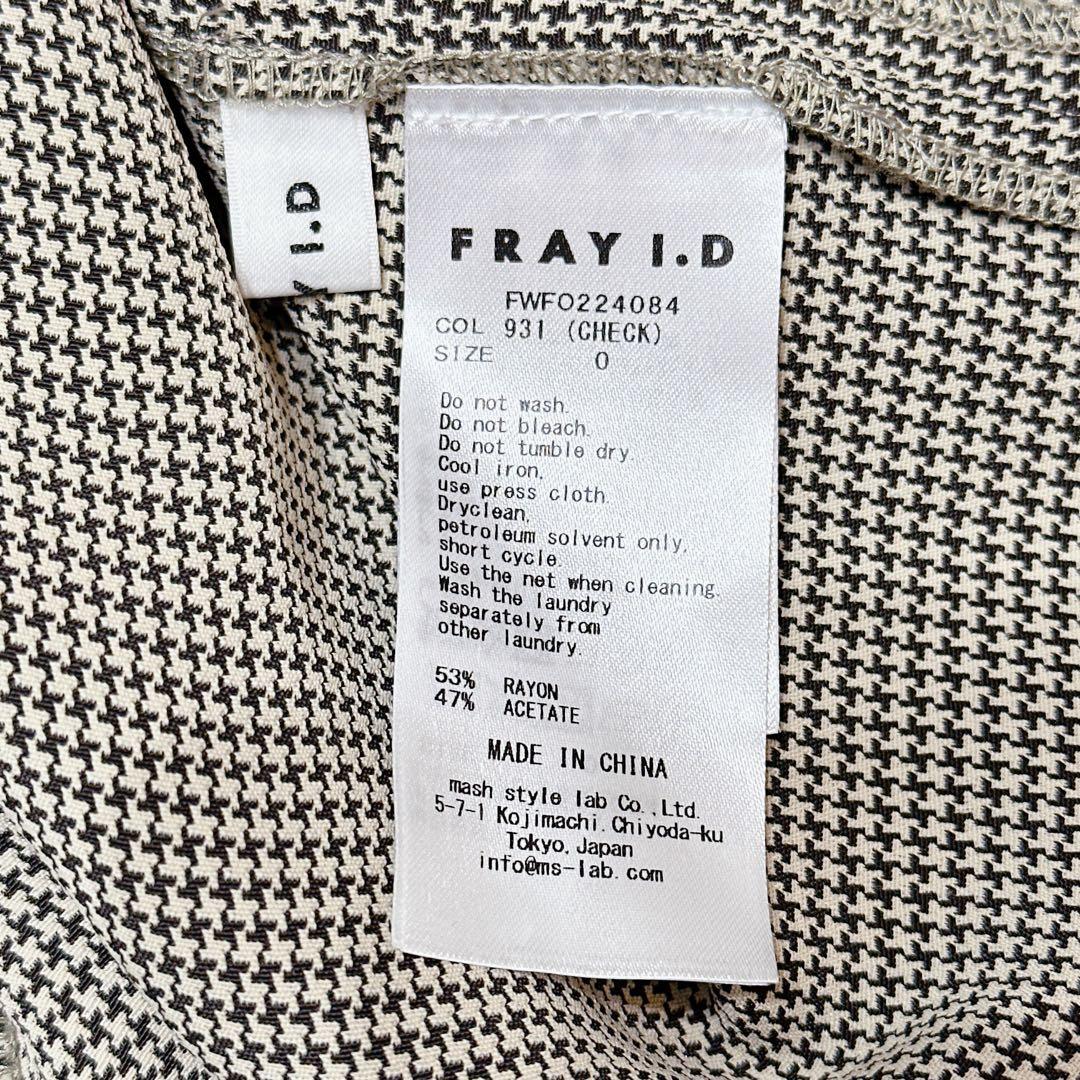 Y I.D
FRAY I.D
FWFO224084
COL 931 (CHECK)
SIZE 0
Do not wash.
Do not bleach.
Do not tumble dry.
Cool iron,
use press cloth.
Dryclean,
petroleum solvent only,
short cycle.
Use the net when cleaning.
Wash the laundry
separately from
other laundry.
53% RAYON
47% ACETATE
MADE IN CHINA
mash style lab Co.,Ltd.
5-7-1 Kojimachi.Chiyoda-ku
Tokyo.Japan
info@ms-lab.com